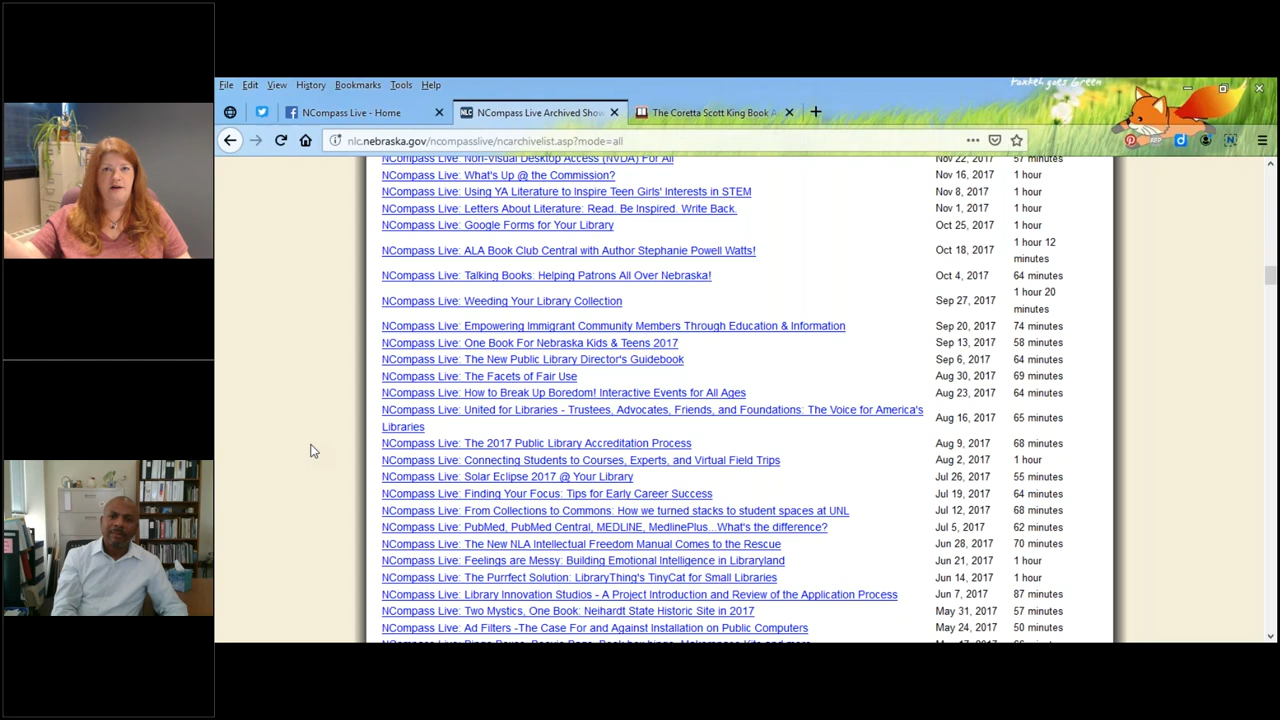 Foxkeh goes Green
File Edit View History Bookmarks Tools Help
NCompass Live - Home
NLC NCompass Live Archived Show
The Coretta Scott King Book A
nlc.nebraska.gov/ncompasslive/ncarchivelist.asp?mode=all
NCompass Live: Non-Visual Desktop Access (NVDA) For All Nov 22, 2017 57 minutes
NCompass Live: What's Up @ the Commission? Nov 16, 2017 1 hour
NCompass Live: Using YA Literature to Inspire Teen Girls' Interests in STEM Nov 8, 2017 1 hour
NCompass Live: Letters About Literature: Read. Be Inspired. Write Back. Nov 1, 2017 1 hour
NCompass Live: Google Forms for Your Library Oct 25, 2017 1 hour
NCompass Live: ALA Book Club Central with Author Stephanie Powell Watts! Oct 18, 2017 1 hour 12
minutes
NCompass Live: Talking Books: Helping Patrons All Over Nebraska! Oct 4, 2017 64 minutes
NCompass Live: Weeding Your Library Collection Sep 27, 2017 1 hour 20
minutes
NCompass Live: Empowering Immigrant Community Members Through Education & Information Sep 20, 2017 74 minutes
NCompass Live: One Book For Nebraska Kids & Teens 2017 Sep 13, 2017 58 minutes
NCompass Live: The New Public Library Director's Guidebook Sep 6, 2017 64 minutes
NCompass Live: The Facets of Fair Use Aug 30, 2017 69 minutes
NCompass Live: How to Break Up Boredom! Interactive Events for All Ages Aug 23, 2017 64 minutes
NCompass Live: United for Libraries - Trustees, Advocates, Friends, and Foundations: The Voice for America's
Libraries Aug 16, 2017 65 minutes
NCompass Live: The 2017 Public Library Accreditation Process Aug 9, 2017 68 minutes
NCompass Live: Connecting Students to Courses, Experts, and Virtual Field Trips Aug 2, 2017 1 hour
NCompass Live: Solar Eclipse 2017 @ Your Library Jul 26, 2017 55 minutes
NCompass Live: Finding Your Focus: Tips for Early Career Success Jul 19, 2017 64 minutes
NCompass Live: From Collections to Commons: How we turned stacks to student spaces at UNL Jul 12, 2017 68 minutes
NCompass Live: PubMed, PubMed Central, MEDLINE, MedlinePlus...What's the difference? Jul 5, 2017 62 minutes
NCompass Live: The New NLA Intellectual Freedom Manual Comes to the Rescue Jun 28, 2017 70 minutes
NCompass Live: Feelings are Messy: Building Emotional Intelligence in Libraryland Jun 21, 2017 1 hour
NCompass Live: The Purrfect Solution: LibraryThing's TinyCat for Small Libraries Jun 14, 2017 1 hour
NCompass Live: Library Innovation Studios - A Project Introduction and Review of the Application Process Jun 7, 2017 87 minutes
NCompass Live: Two Mystics, One Book: Neihardt State Historic Site in 2017 May 31, 2017 57 minutes
NCompass Live: Ad Filters -The Case For and Against Installation on Public Computers May 24, 2017 50 minutes